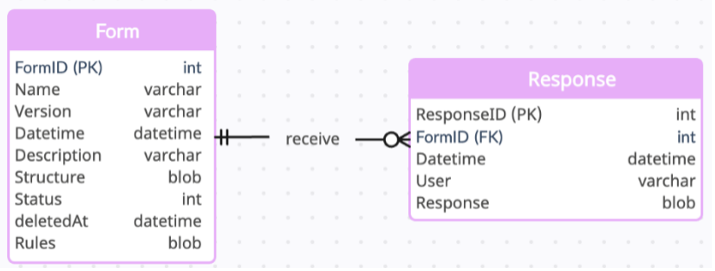 Form
FormID (PK) int
Name varchar
Version varchar
Datetime datetime
Description varchar
Structure blob
Status int
deletedAt datetime
Rules blob
receive
Response
ResponseID (PK) int
FormID (FK) int
Datetime datetime
User varchar
Response blob